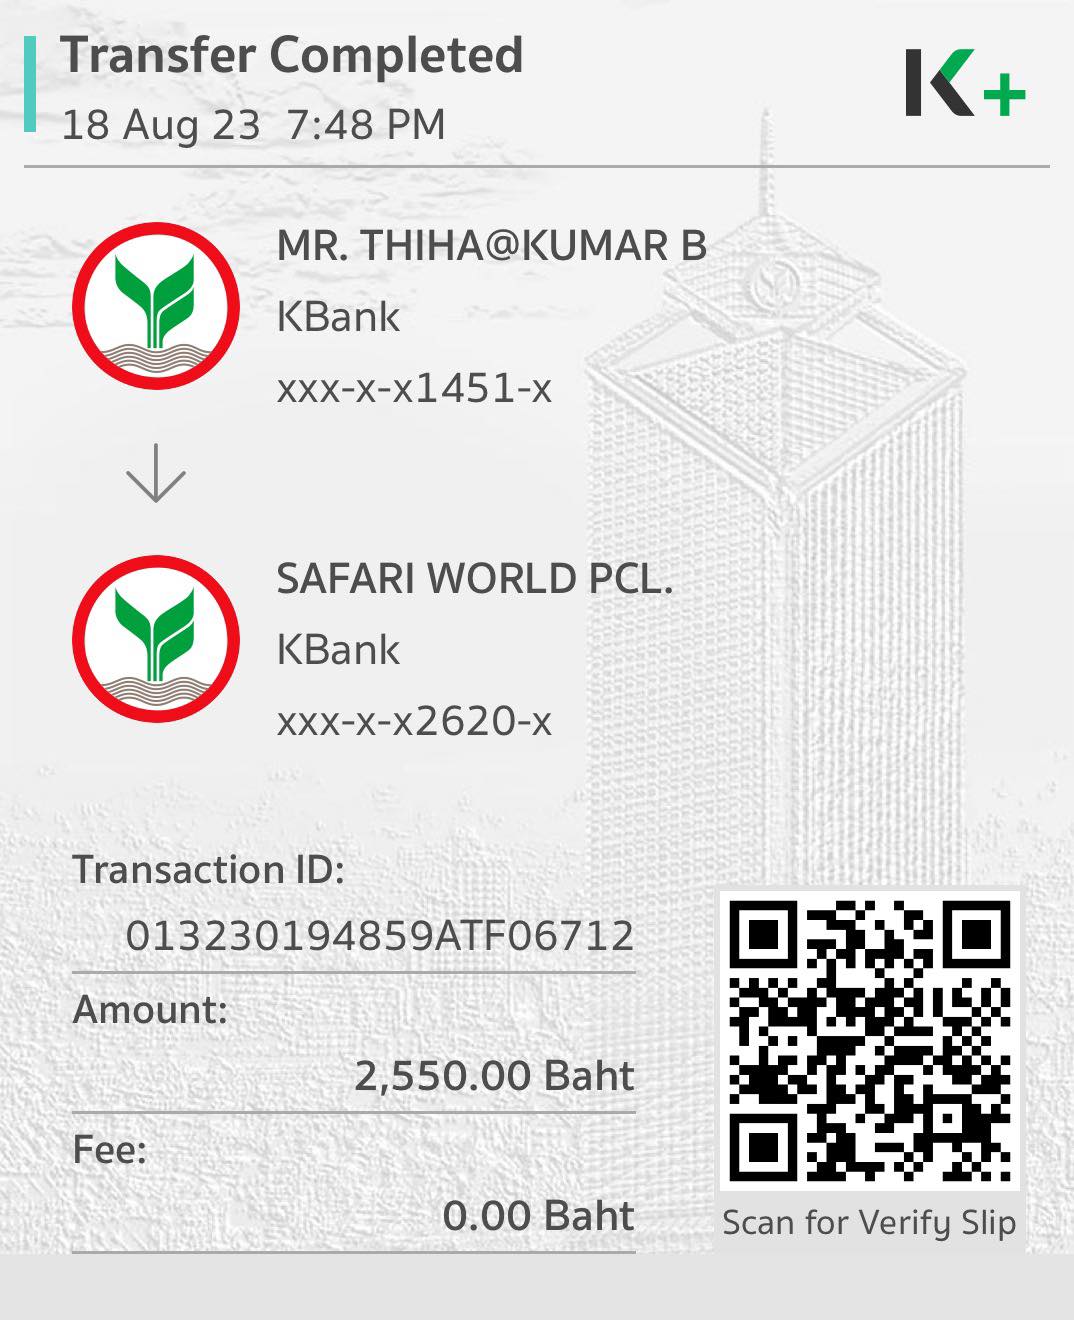 Transfer Completed
18 Aug 23 7:48 PM
K+
MR. THIHA@KUMAR B
KBank
xxx-x-x1451-x
SAFARI WORLD PCL.
KBank
xxx-x-x2620-x
Transaction ID:
013230194859ATF06712
Amount:
2,550.00 Baht
Fee:
0.00 Baht
Scan for Verify Slip